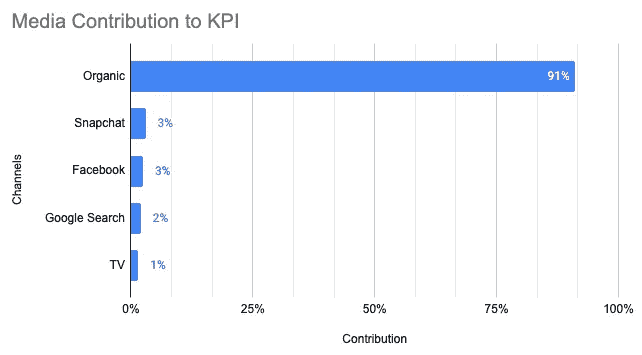 Media Contribution to KPI
Channels
Organic 91%
Snapchat 3%
Facebook 3%
Google Search 2%
TV 1%
0% 25% 50% 75% 100%
Contribution